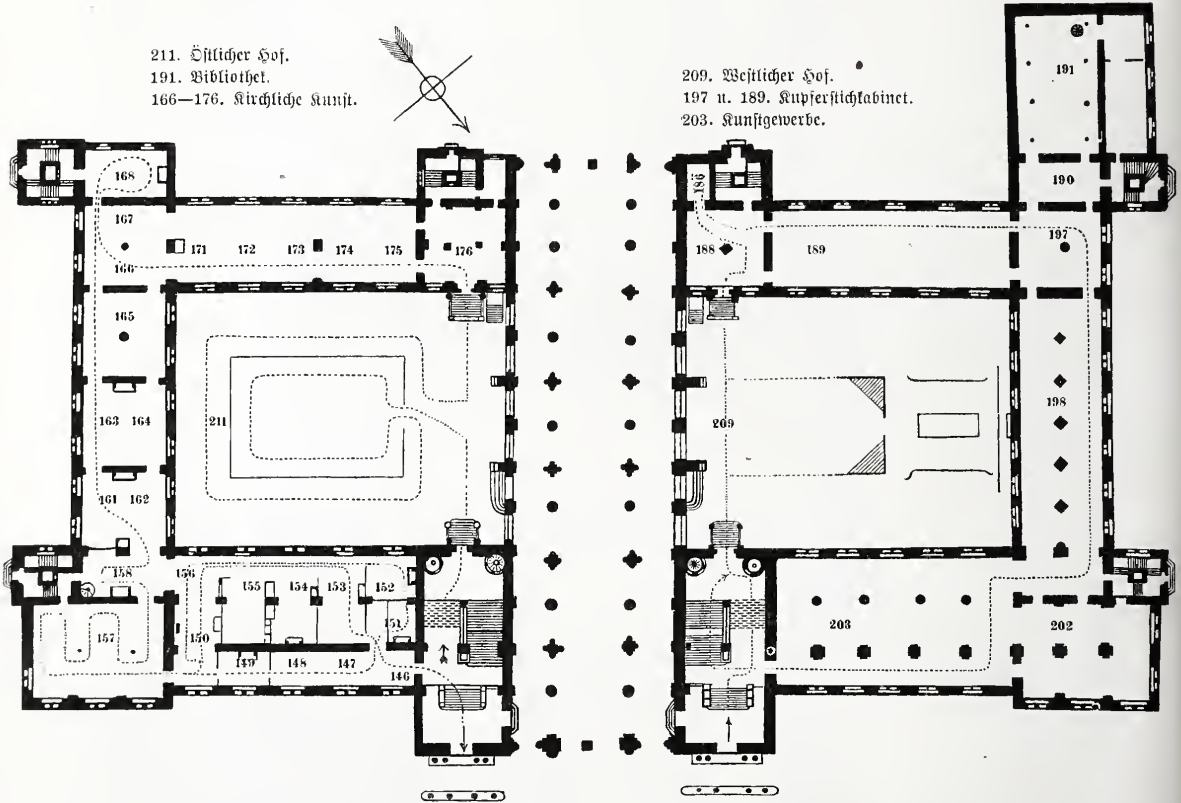 211. Östlicher Hof.
191. Bibliothek.
166—176. Kirchliche Kunst.
209. Westlicher Hof.
197 u. 189. Kupferstichkabinet.
203. Kunstgewerbe.
191
168
186
190
167
171 172 173 174 175 176
188
189
197
166
165
163 164
211
209
198
161 162
158
156
155 154 153 152
157
150
151
203
202
149 148 147
146